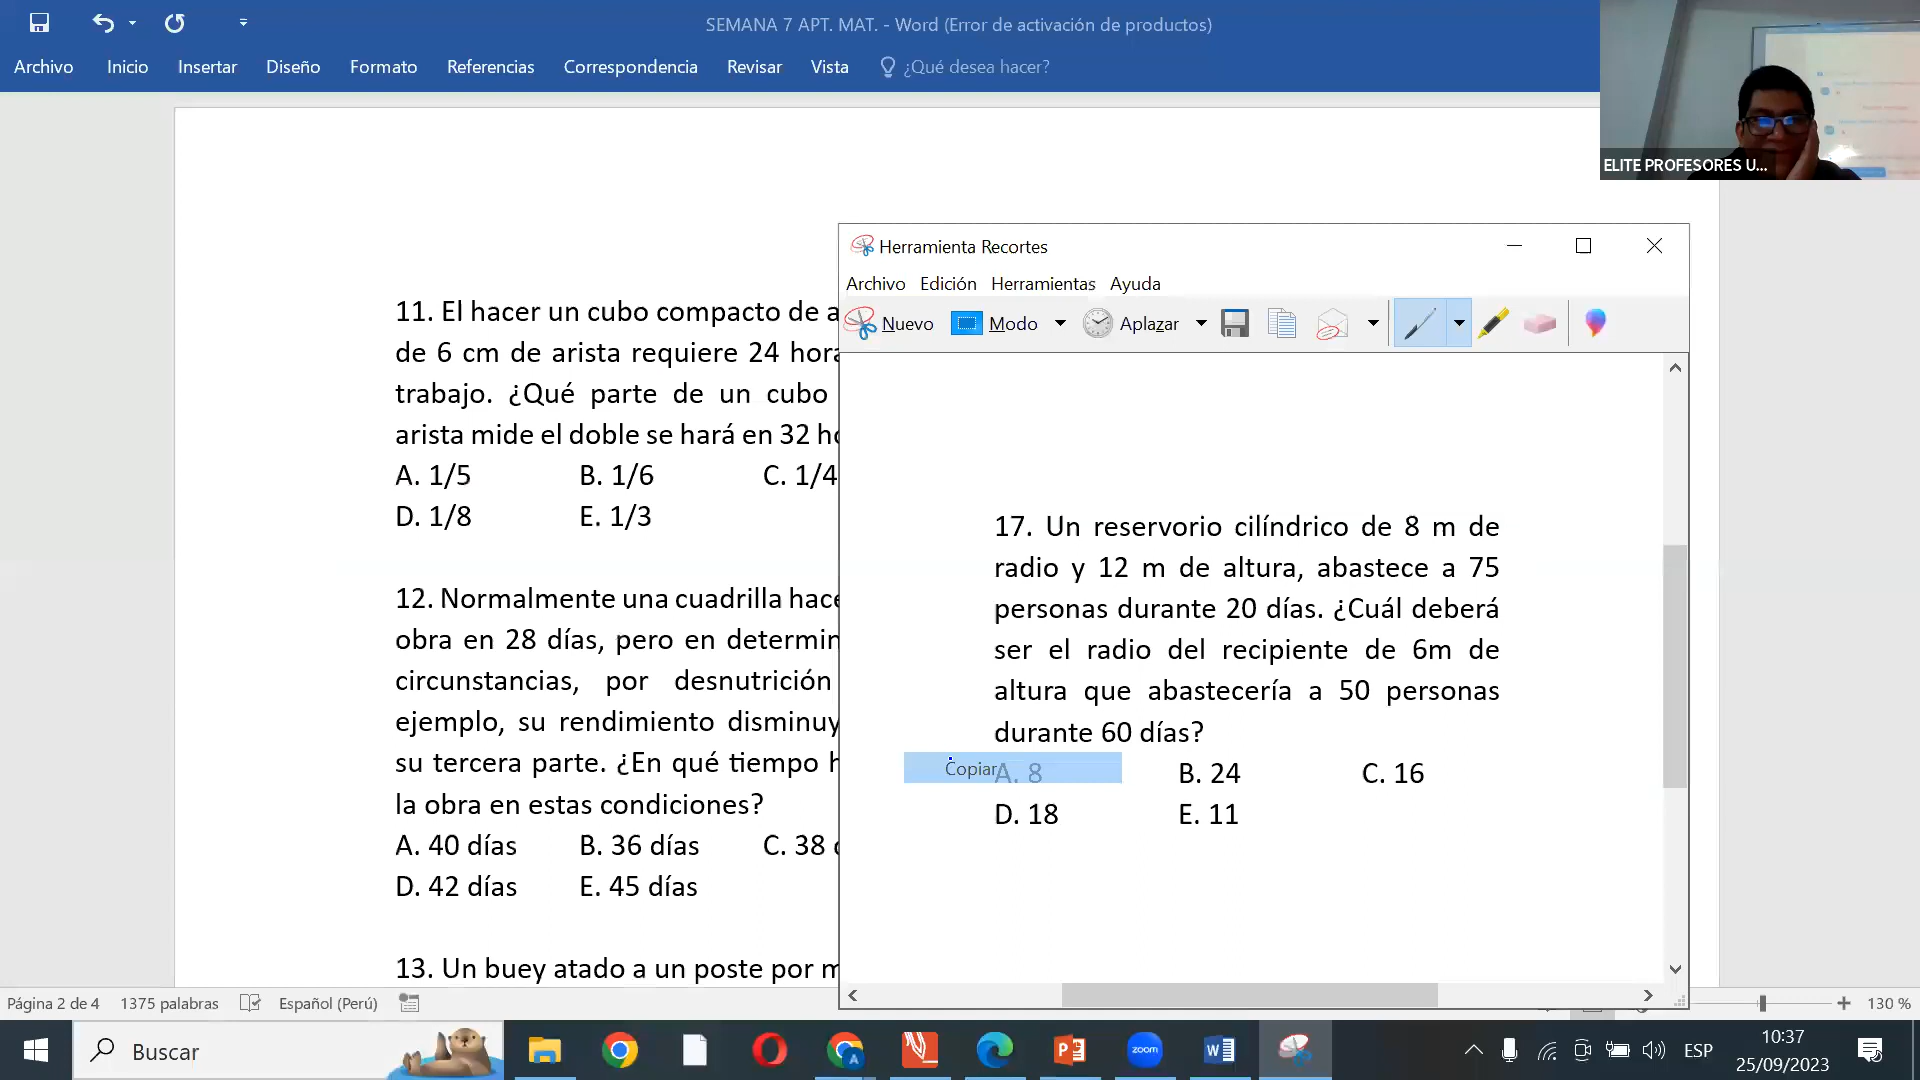 SEMANA 7 APT. MAT. - Word (Error de activación de productos)
Archivo Inicio Insertar Diseño Formato Referencias Correspondencia Revisar Vista ¿Qué desea hacer?
ELITE PROFESORES U...
11. El hacer un cubo compacto de a
de 6 cm de arista requiere 24 hora
trabajo. ¿Qué parte de un cubo
arista mide el doble se hará en 32 ho
A. 1/5 B. 1/6 C. 1/4
D. 1/8 E. 1/3
12. Normalmente una cuadrilla hace
obra en 28 días, pero en determin
circunstancias, por desnutrición
ejemplo, su rendimiento disminuy
su tercera parte. ¿En qué tiempo h
la obra en estas condiciones?
A. 40 días B. 36 días C. 38
D. 42 días E. 45 días
13. Un buey atado a un poste por m
Herramienta Recortes
Archivo Edición Herramientas Ayuda
Nuevo Modo Aplazar
17. Un reservorio cilíndrico de 8 m de
radio y 12 m de altura, abastece a 75
personas durante 20 días. ¿Cuál deberá
ser el radio del recipiente de 6m de
altura que abastecería a 50 personas
durante 60 días?
Copiar
A. 8 B. 24 C. 16
D. 18 E. 11
Página 2 de 4 1375 palabras Español (Perú) 130 %
Buscar
zoom
ESP
10:37
25/09/2023